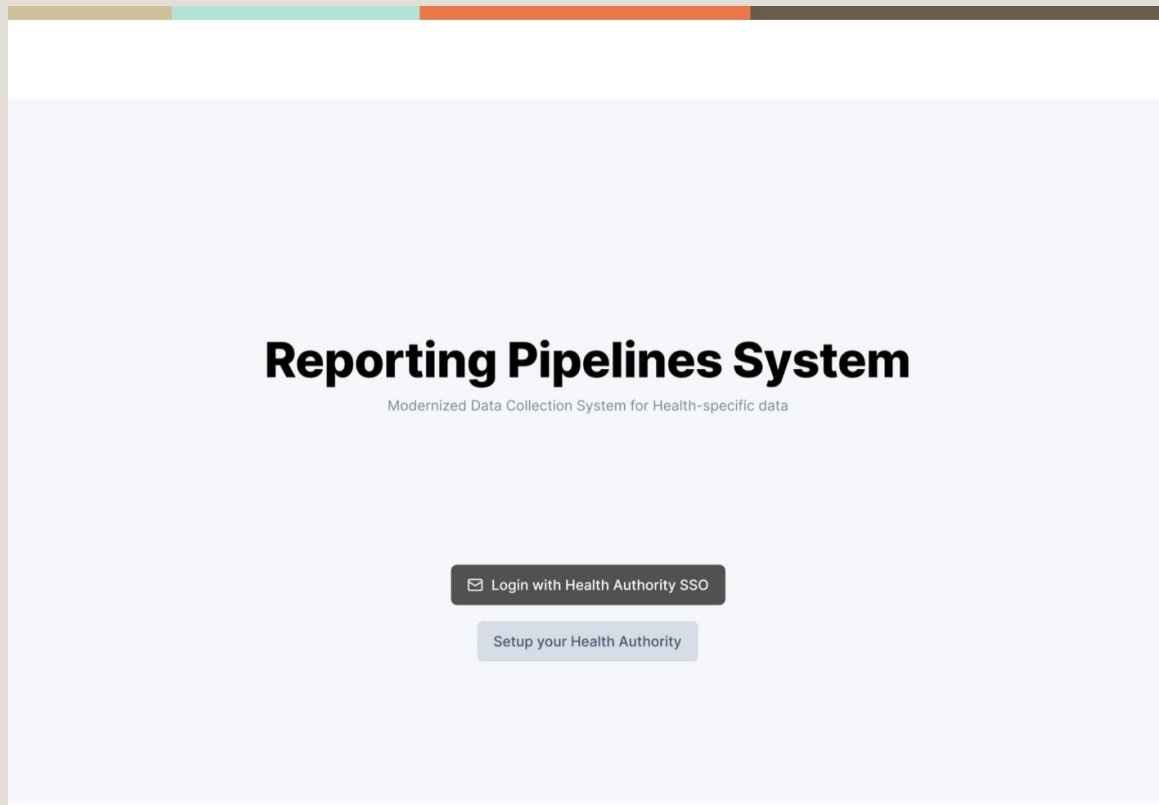 Reporting Pipelines System
Modernized Data Collection System for Health-specific data
Login with Health Authority SSO
Setup your Health Authority